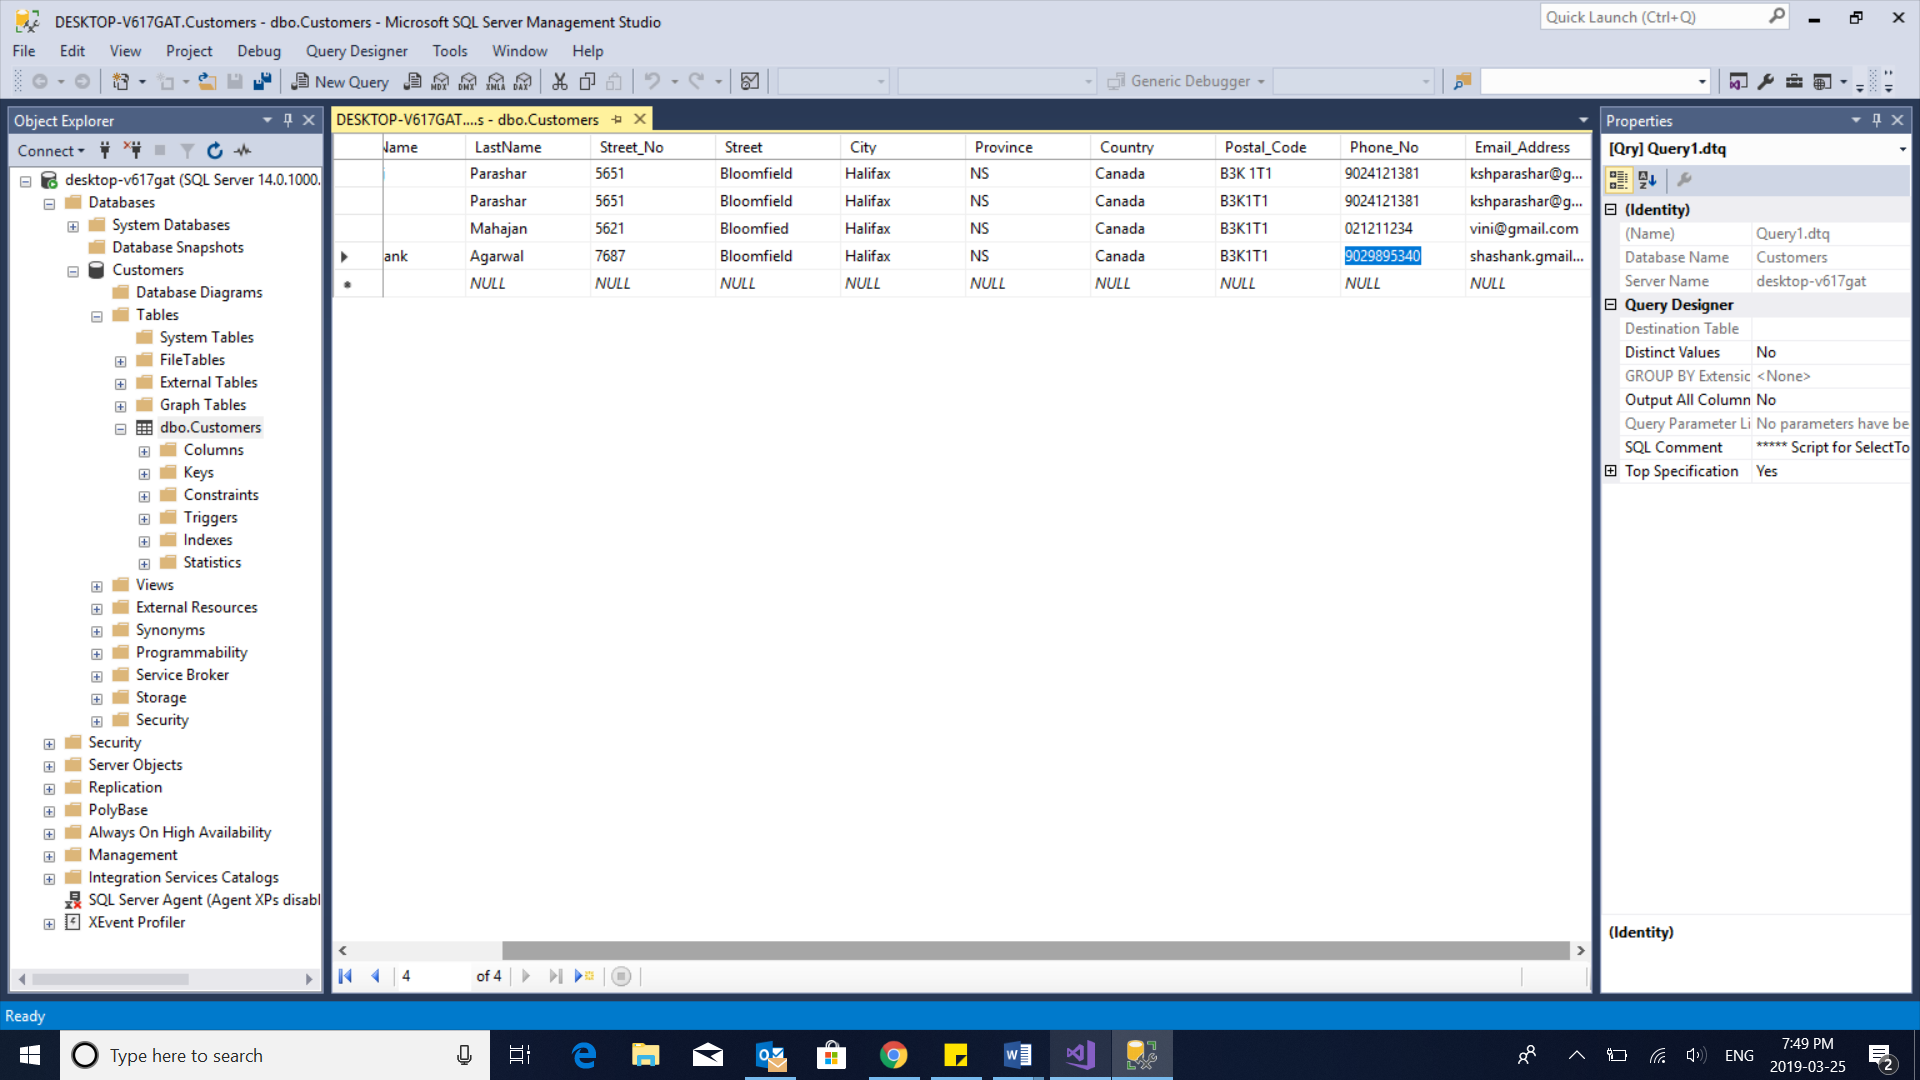 DESKTOP-V617GAT.Customers - dbo.Customers - Microsoft SQL Server Management Studio
Quick Launch (Ctrl+Q)
File Edit View Project Debug Query Designer Tools Window Help
New Query MDX DMX XMLA DAX Generic Debugger
Object Explorer
Connect
desktop-v617gat (SQL Server 14.0.1000.
Databases
System Databases
Database Snapshots
Customers
Database Diagrams
Tables
System Tables
FileTables
External Tables
Graph Tables
dbo.Customers
Columns
Keys
Constraints
Triggers
Indexes
Statistics
Views
External Resources
Synonyms
Programmability
Service Broker
Storage
Security
Security
Server Objects
Replication
PolyBase
Always On High Availability
Management
Integration Services Catalogs
SQL Server Agent (Agent XPs disabl
XEvent Profiler
DESKTOP-V617GAT....s - dbo.Customers
Name LastName Street_No Street City Province Country Postal_Code Phone_No Email_Address
i Parashar 5651 Bloomfield Halifax NS Canada B3K 1T1 9024121381 kshparashar@g...
Parashar 5651 Bloomfield Halifax NS Canada B3K1T1 9024121381 kshparashar@g...
Mahajan 5621 Bloomfied Halifax NS Canada B3K1T1 021211234 vini@gmail.com
ank Agarwal 7687 Bloomfield Halifax NS Canada B3K1T1 9029895340 shashank.gmail...
NULL NULL NULL NULL NULL NULL NULL NULL NULL
4 of 4
Properties
[Qry] Query1.dtq
(Identity)
(Name) Query1.dtq
Database Name Customers
Server Name desktop-v617gat
Query Designer
Destination Table
Distinct Values No
GROUP BY Extensic <None>
Output All Column No
Query Parameter Li No parameters have be
SQL Comment ***** Script for SelectTo
Top Specification Yes
(Identity)
Ready
Type here to search
ENG
7:49 PM
2019-03-25
2